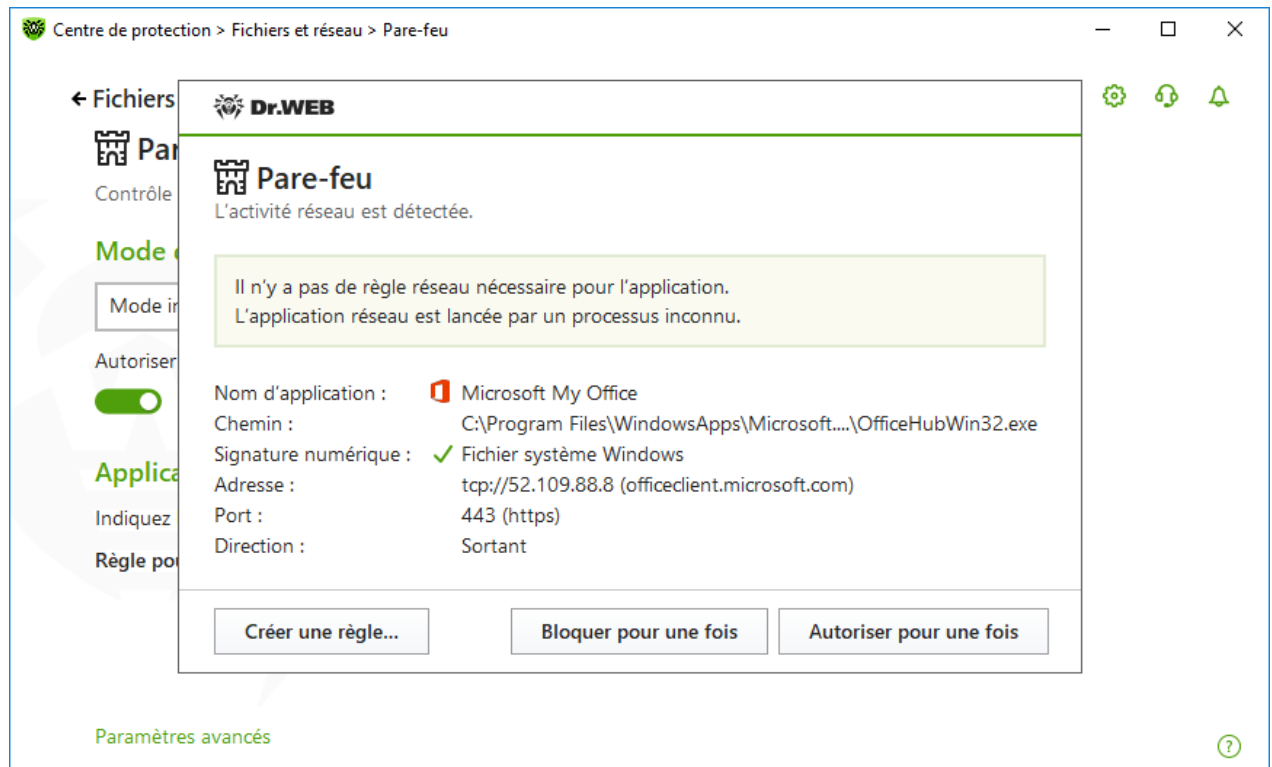 Centre de protection > Fichiers et réseau > Pare-feu
← Fichiers
Dr.WEB
Par
Contrôle
Pare-feu
L'activité réseau est détectée.
Mode
Il n'y a pas de règle réseau nécessaire pour l'application.
L'application réseau est lancée par un processus inconnu.
Mode in
Autoriser
Nom d'application : Microsoft My Office
Chemin : C:\Program Files\WindowsApps\Microsoft....\OfficeHubWin32.exe
Signature numérique : Fichier système Windows
Adresse : tcp://52.109.88.8 (officeclient.microsoft.com)
Port : 443 (https)
Direction : Sortant
Applica
Indiquez
Règle pou
Créer une règle... Bloquer pour une fois Autoriser pour une fois
Paramètres avancés
?